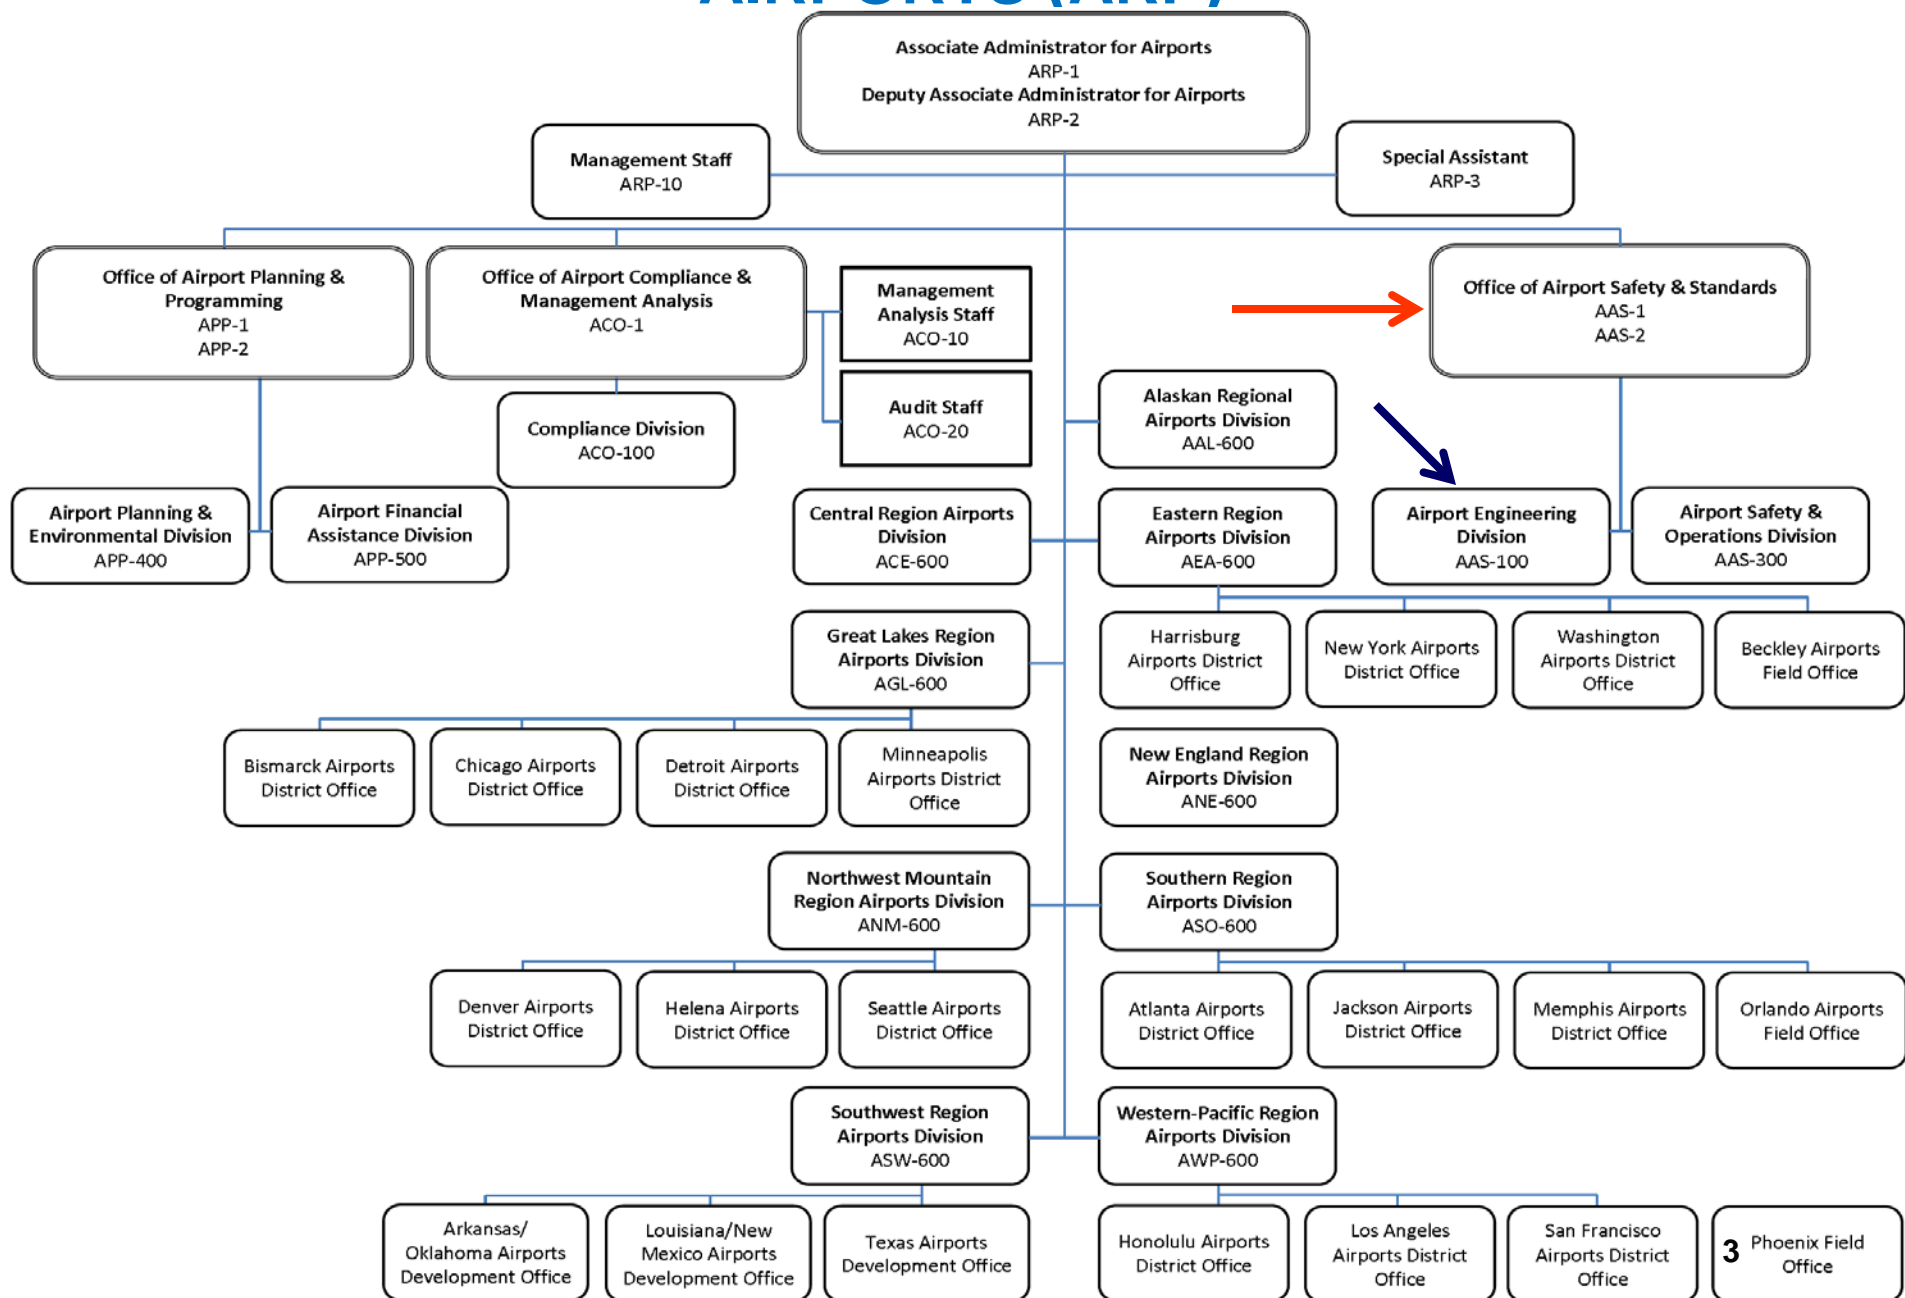 AIRPORTS (ARP)
Associate Administrator for Airports
ARP-1
Deputy Associate Administrator for Airports
ARP-2
Management Staff
ARP-10
Special Assistant
ARP-3
Office of Airport Planning &
Programming
APP-1
APP-2
Office of Airport Compliance &
Management Analysis
ACO-1
Management
Analysis Staff
ACO-10
Office of Airport Safety & Standards
AAS-1
AAS-2
Audit Staff
ACO-20
Compliance Division
ACO-100
Alaskan Regional
Airports Division
AAL-600
Airport Planning &
Environmental Division
APP-400
Airport Financial
Assistance Division
APP-500
Central Region Airports
Division
ACE-600
Eastern Region
Airports Division
AEA-600
Airport Engineering
Division
AAS-100
Airport Safety &
Operations Division
AAS-300
Great Lakes Region
Airports Division
AGL-600
Harrisburg
Airports District
Office
New York Airports
District Office
Washington
Airports District
Office
Beckley Airports
Field Office
Bismarck Airports
District Office
Chicago Airports
District Office
Detroit Airports
District Office
Minneapolis
Airports District
Office
New England Region
Airports Division
ANE-600
Northwest Mountain
Region Airports Division
ANM-600
Southern Region
Airports Division
ASO-600
Denver Airports
District Office
Helena Airports
District Office
Seattle Airports
District Office
Atlanta Airports
District Office
Jackson Airports
District Office
Memphis Airports
District Office
Orlando Airports
Field Office
Southwest Region
Airports Division
ASW-600
Western-Pacific Region
Airports Division
AWP-600
Arkansas/
Oklahoma Airports
Development Office
Louisiana/New
Mexico Airports
Development Office
Texas Airports
Development Office
Honolulu Airports
District Office
Los Angeles
Airports District
Office
San Francisco
Airports District
Office
3
Phoenix Field
Office